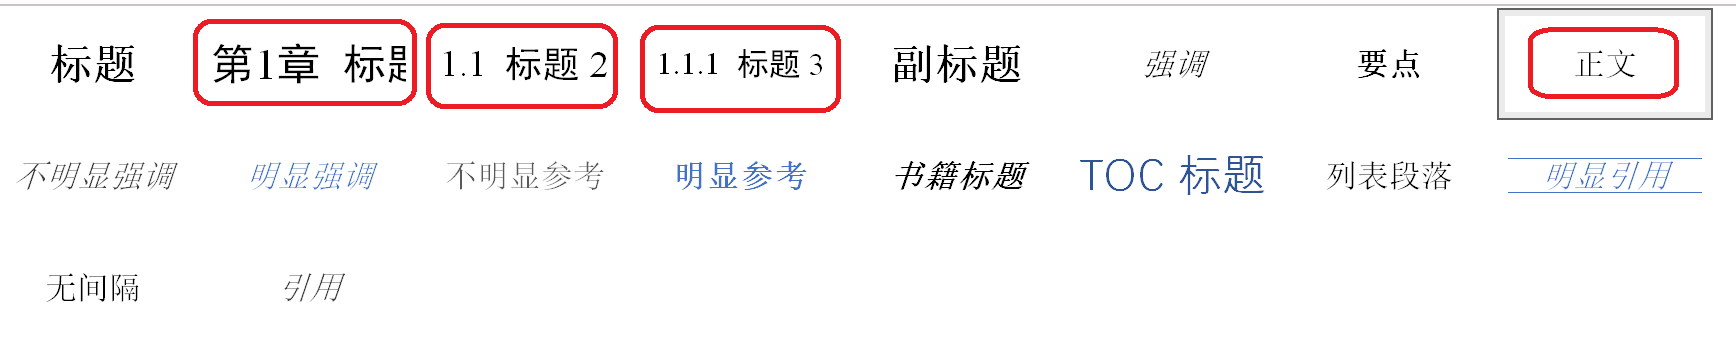 标题 第1章 标题 1.1 标题 2 1.1.1 标题 3 副标题 强调 要点 正文
不明显强调 明显强调 不明显参考 明显参考 书籍标题 TOC 标题 列表段落 明显引用
无间隔 引用